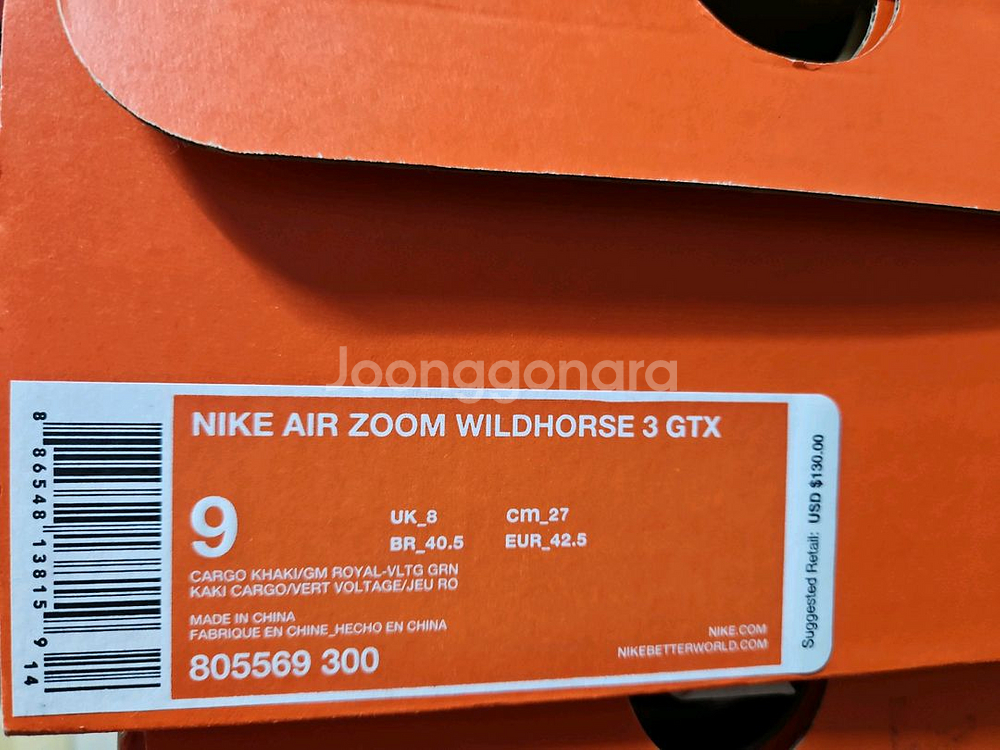 Joonggonara
NIKE AIR ZOOM WILDHORSE 3 GTX
9
UK_8 cm_27
BR_40.5 EUR_42.5
CARGO KHAKI/GM ROYAL-VLTG GRN
KAKI CARGO/VERT VOLTAGE/JEU RO
MADE IN CHINA
FABRIQUE EN CHINE_HECHO EN CHINA
805569 300
NIKE.COM
NIKEBETTERWORLD.COM
Suggested Retail: USD $130.00
8 86548 13815 9 14